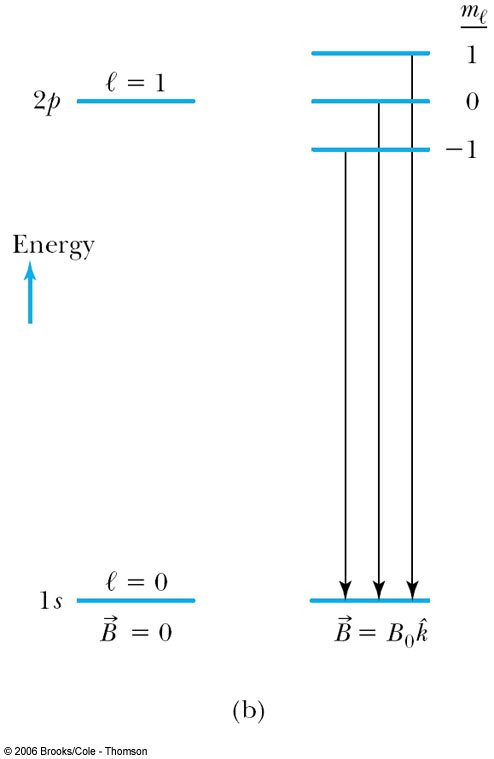 mℓ
1
ℓ = 1
2p
0
−1
Energy
ℓ = 0
1s
B⃗ = 0
B⃗ = B₀k̂
(b)
© 2006 Brooks/Cole - Thomson